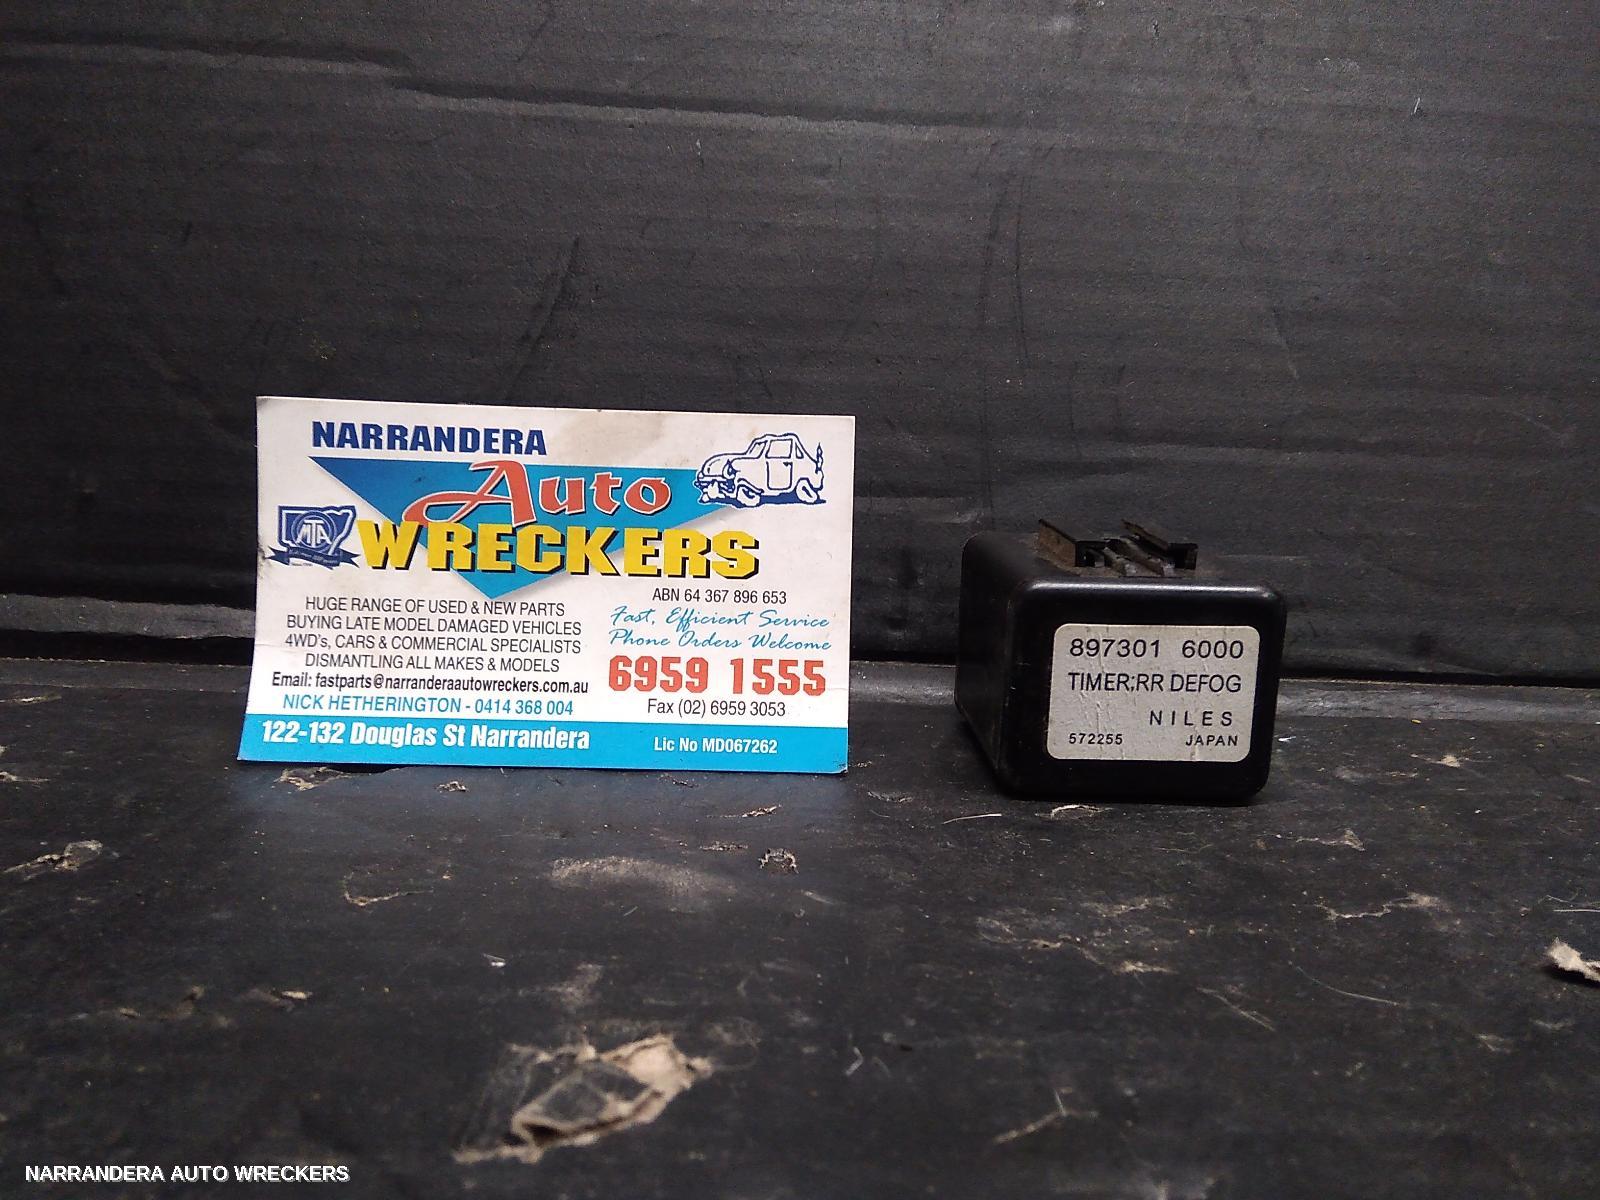 NARRANDERA
Auto
MTA
WRECKERS
ABN 64 367 896 653
HUGE RANGE OF USED & NEW PARTS
BUYING LATE MODEL DAMAGED VEHICLES
4WD's, CARS & COMMERCIAL SPECIALISTS
DISMANTLING ALL MAKES & MODELS
Email: fastparts@narranderaautowreckers.com.au
NICK HETHERINGTON - 0414 368 004
Fast, Efficient Service
Phone Orders Welcome
6959 1555
Fax (02) 6959 3053
122-132 Douglas St Narrandera
Lic No MD067262
897301 6000
TIMER;RR DEFOG
NILES
572255 JAPAN
NARRANDERA AUTO WRECKERS